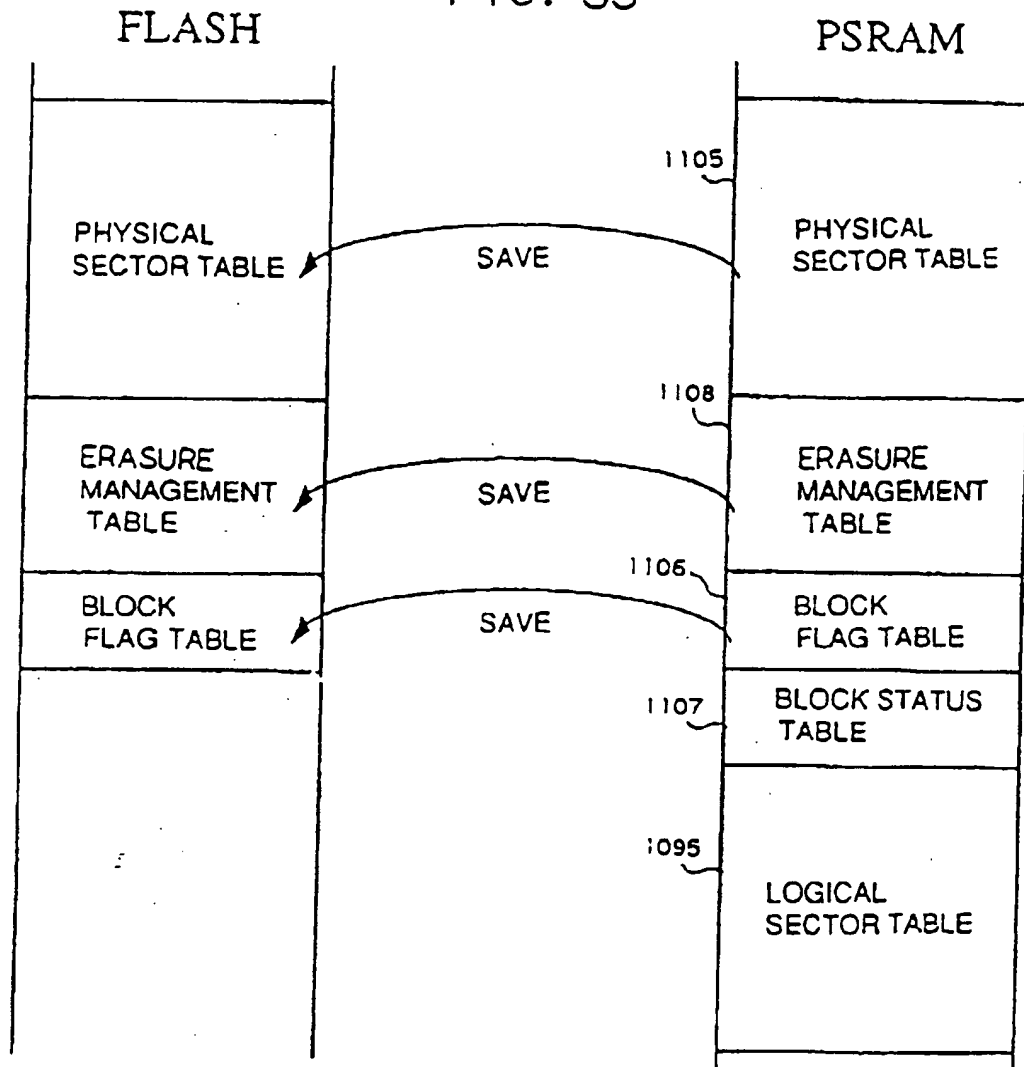 FLASH
PSRAM
1105
PHYSICAL
SECTOR TABLE
SAVE
PHYSICAL
SECTOR TABLE
1108
ERASURE
MANAGEMENT
TABLE
SAVE
ERASURE
MANAGEMENT
TABLE
1106
BLOCK
FLAG TABLE
SAVE
BLOCK
FLAG TABLE
1107
BLOCK STATUS
TABLE
1095
LOGICAL
SECTOR TABLE